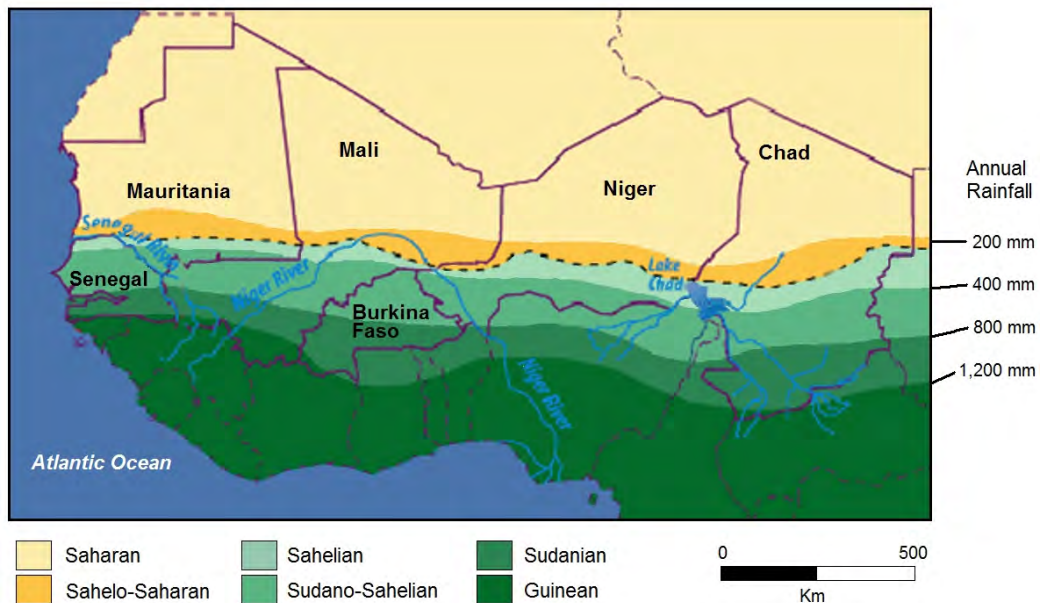 Mali
Chad
Annual
Rainfall
Mauritania
Niger
Senegal River
200 mm
Lake
Chad
Senegal
Niger River
400 mm
Burkina
Faso
800 mm
Niger River
1,200 mm
Atlantic Ocean
Saharan
Sahelian
Sudanian
0
500
Sahelo-Saharan
Sudano-Sahelian
Guinean
Km